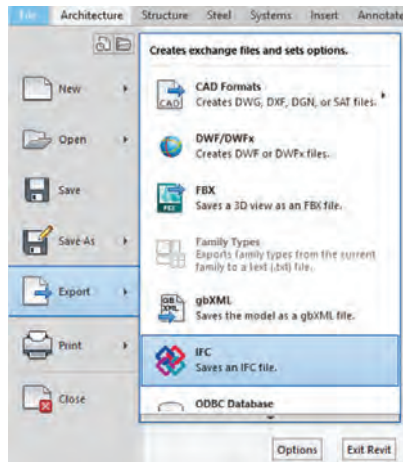 File Architecture Structure Steel Systems Insert Annotate
Creates exchange files and sets options.
New
Open
Save
Save As
Export
Print
Close
CAD Formats
Creates DWG, DXF, DGN, or SAT files.
CAD
DWF/DWFx
Creates DWF or DWFx files.
FBX
Saves a 3D view as an FBX file.
Family Types
Exports family types from the current
family to a text (.txt) file.
gbXML
Saves the model as a gbXML file.
IFC
Saves an IFC file.
ODBC Database
Options Exit Revit